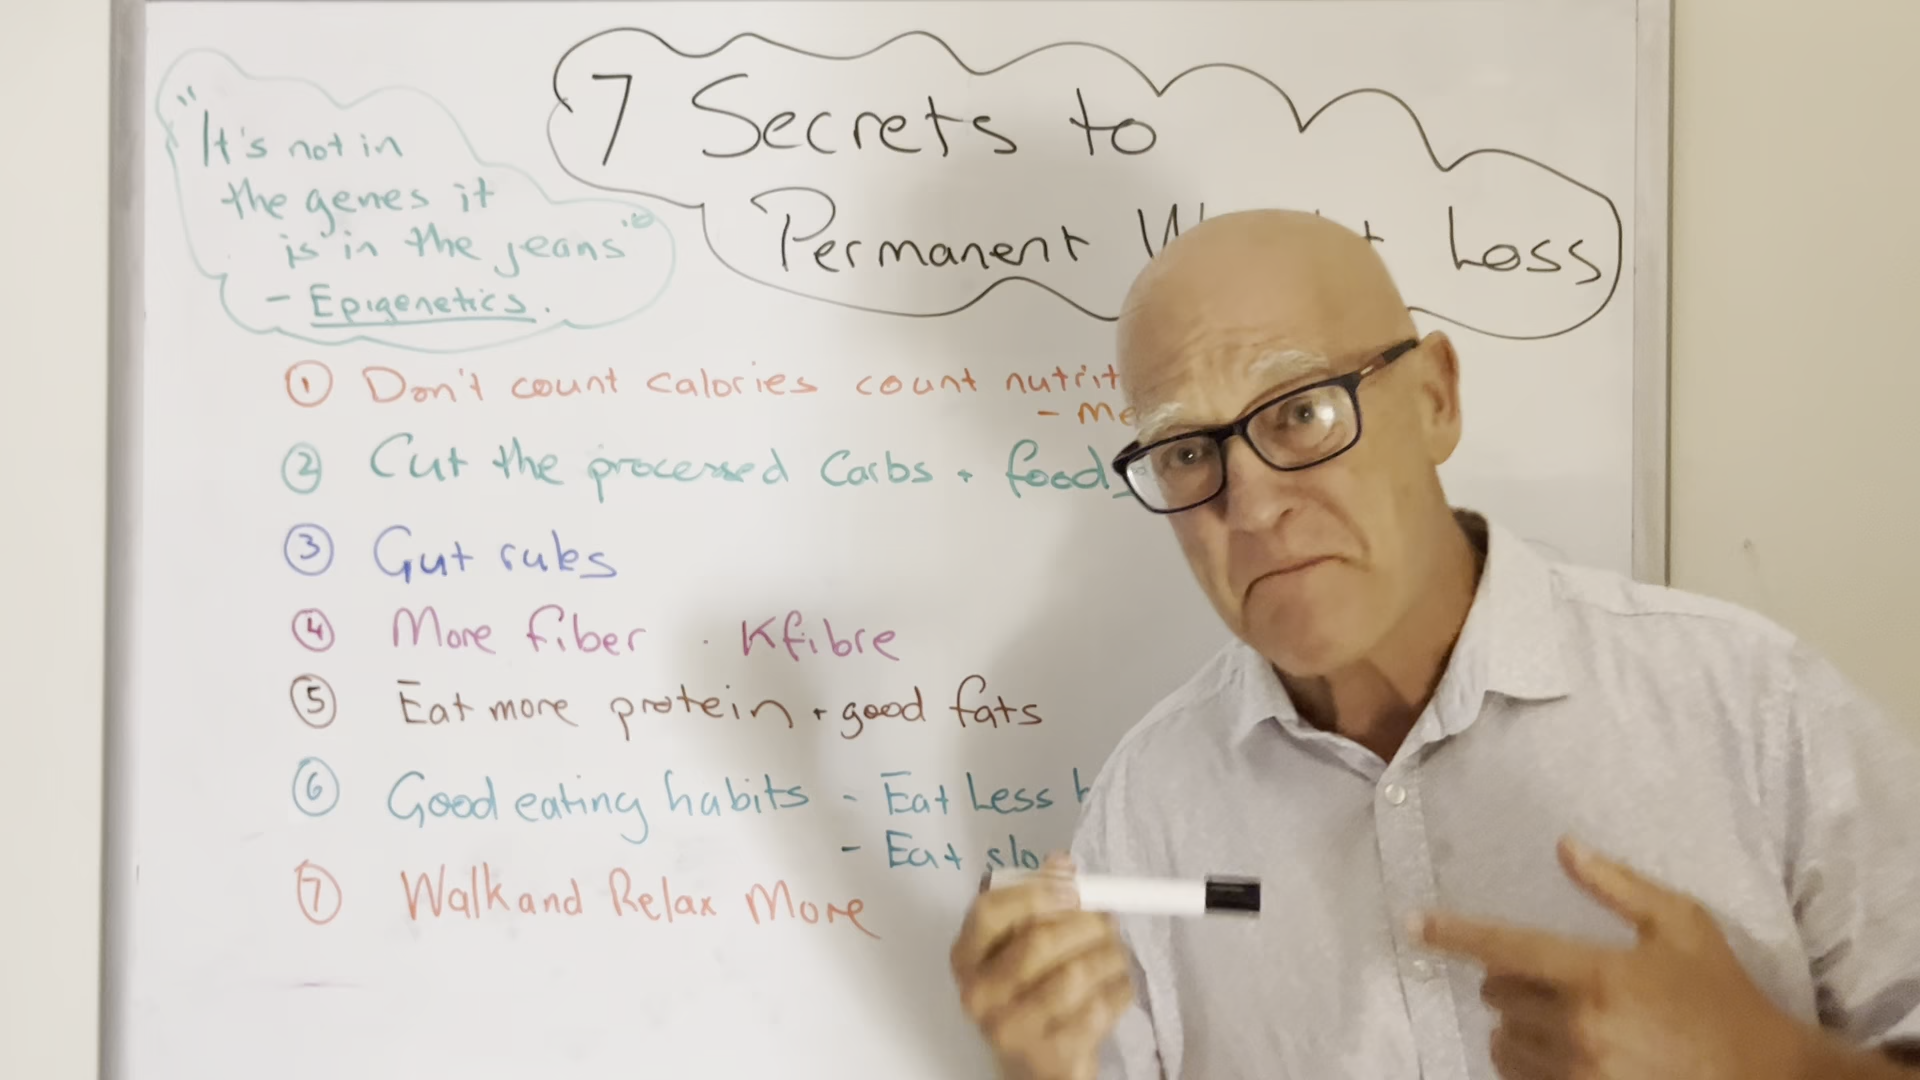 "It's not in
the genes it
is in the jeans"
- Epigenetics.
7 Secrets to
Permanent Loss
① Don't count calories count
- 
② Cut the processed Carbs + foods
③ Gut rules
④ More fiber · Kfibre
⑤ Eat more protein + good fats
⑥ Good eating habits - Eat Less
- Eat
⑦ Walk and Relax More